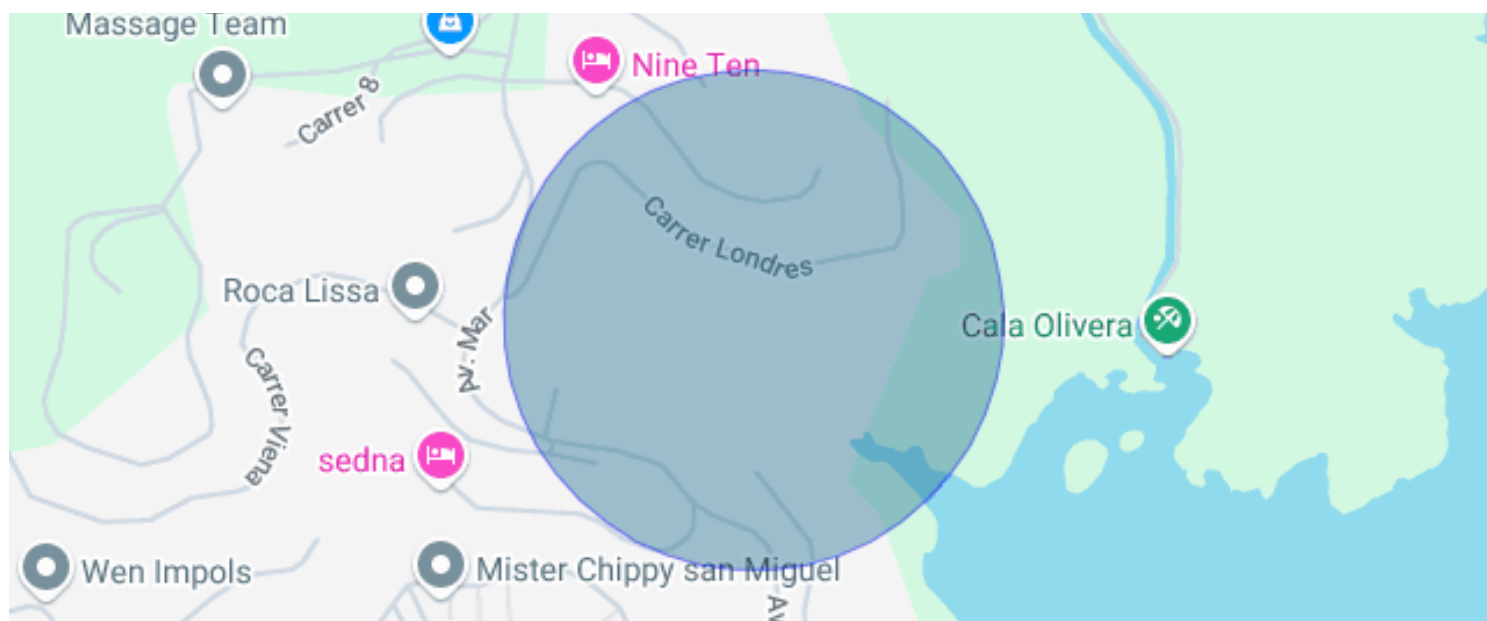 Massage Team
Nine Ten
Carrer 8
Carrer Londres
Roca Lissa
Av. Mar
Cala Olivera
Carrer Viena
sedna
Wen Impols
Mister Chippy san Miguel
Av